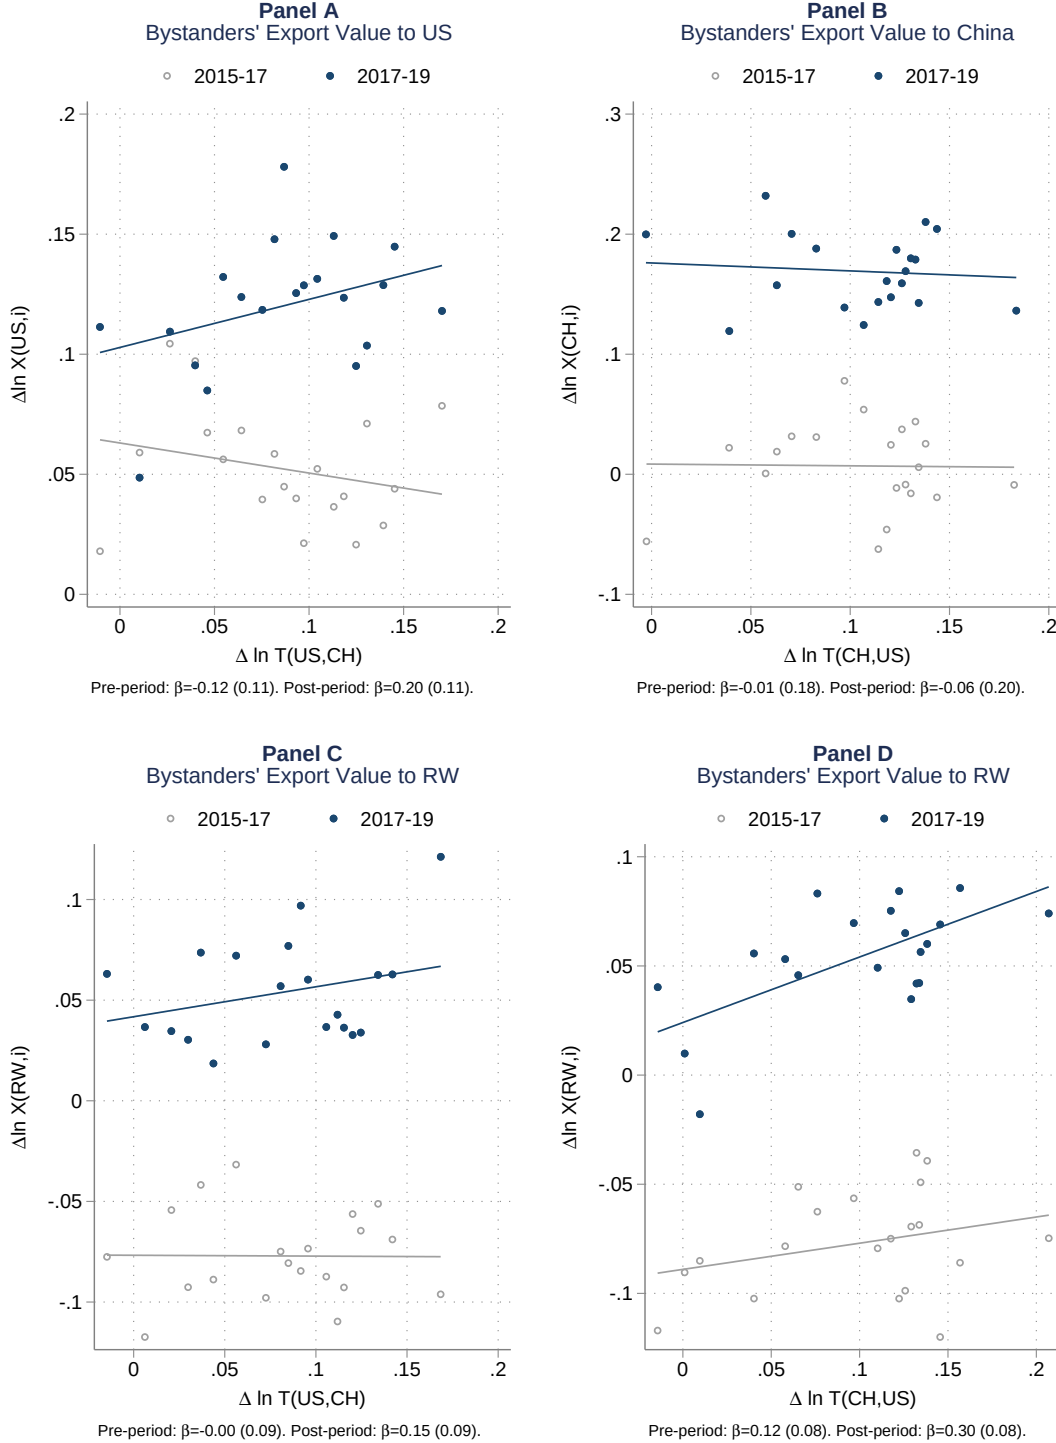 Panel A
Bystanders' Export Value to US
2015-17 2017-19
.2
.15
.1
.05
0
Δln X(US,i)
0 .05 .1 .15 .2
Δ ln T(US,CH)
Pre-period: β=-0.12 (0.11). Post-period: β=0.20 (0.11).
Panel B
Bystanders' Export Value to China
2015-17 2017-19
.3
.2
.1
0
-.1
Δln X(CH,i)
0 .05 .1 .15 .2
Δ ln T(CH,US)
Pre-period: β=-0.01 (0.18). Post-period: β=-0.06 (0.20).
Panel C
Bystanders' Export Value to RW
2015-17 2017-19
.1
.05
0
-.05
-.1
Δln X(RW,i)
0 .05 .1 .15 .2
Δ ln T(US,CH)
Pre-period: β=-0.00 (0.09). Post-period: β=0.15 (0.09).
Panel D
Bystanders' Export Value to RW
2015-17 2017-19
.1
.05
0
-.05
-.1
Δln X(RW,i)
0 .05 .1 .15 .2
Δ ln T(CH,US)
Pre-period: β=0.12 (0.08). Post-period: β=0.30 (0.08).